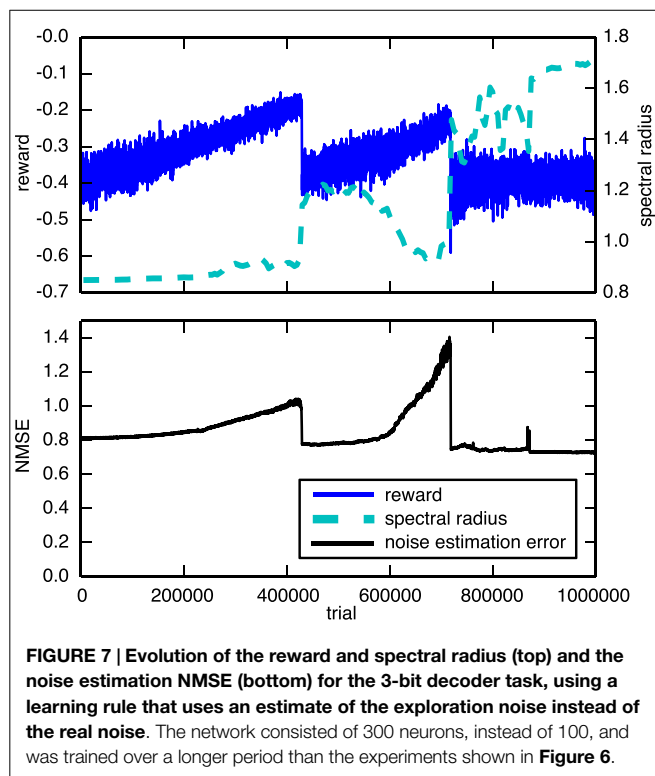 -0.0
-0.1
-0.2
-0.3
-0.4
-0.5
-0.6
-0.7
reward
1.8
1.6
1.4
1.2
1.0
0.8
spectral radius
1.4
1.2
1.0
0.8
0.6
0.4
0.2
0.0
NMSE
reward
spectral radius
noise estimation error
0 200000 400000 600000 800000 1000000
trial
FIGURE 7 | Evolution of the reward and spectral radius (top) and the
noise estimation NMSE (bottom) for the 3-bit decoder task, using a
learning rule that uses an estimate of the exploration noise instead of
the real noise. The network consisted of 300 neurons, instead of 100, and
was trained over a longer period than the experiments shown in Figure 6.